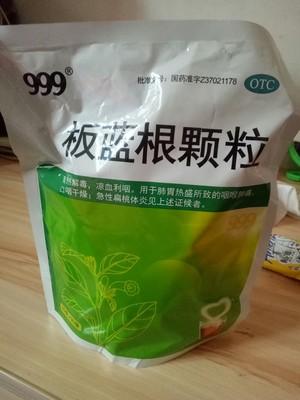 999®
批准文号：国药准字Z37021178
OTC
板蓝根颗粒
清热解毒，凉血利咽。用于肺胃热盛所致的咽喉肿痛、
口咽干燥；急性扁桃体炎见上述证候者。
999